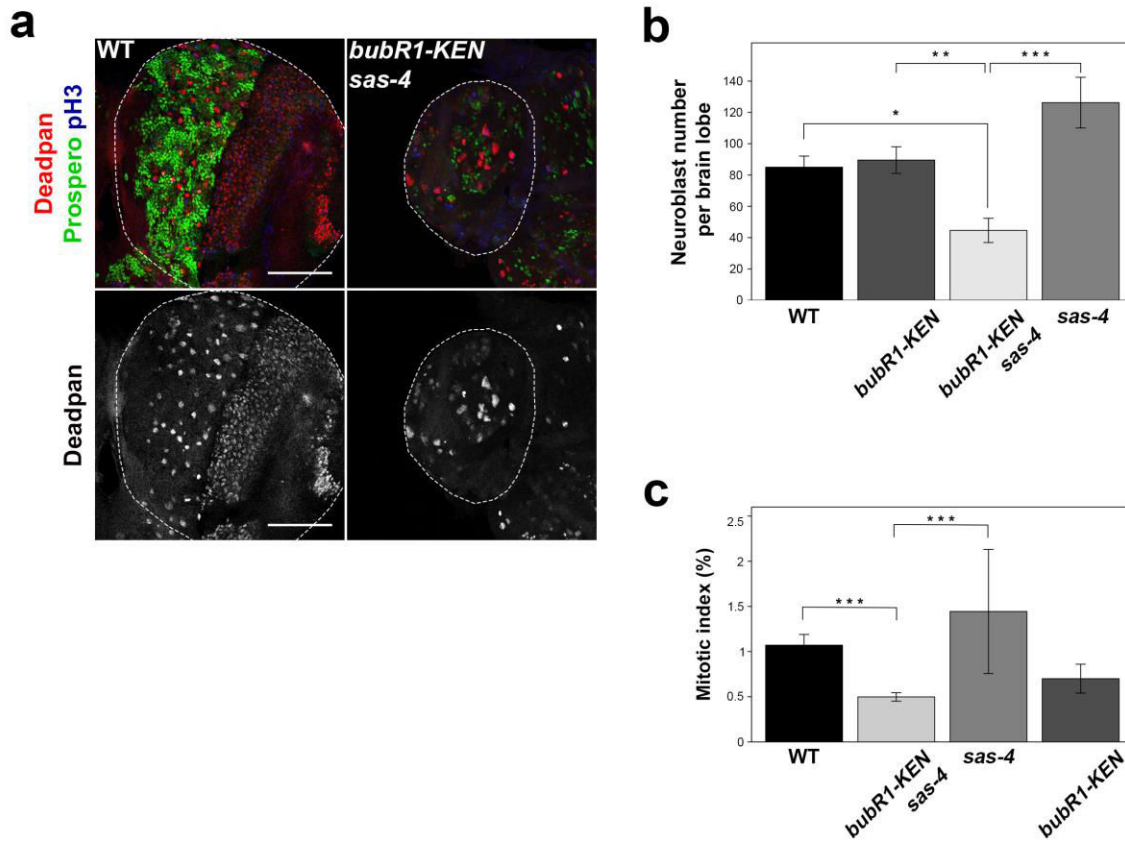 a
WT
bubR1-KEN
sas-4
Deadpan
Prospero pH3
Deadpan
b
Neuroblast number
per brain lobe
140
120
100
80
60
40
20
0
* *
* * *
*
WT
bubR1-KEN
bubR1-KEN
sas-4
sas-4
c
Mitotic index (%)
2.5
2
1.5
1
0.5
0
* * *
* * *
WT
bubR1-KEN
sas-4
sas-4
bubR1-KEN